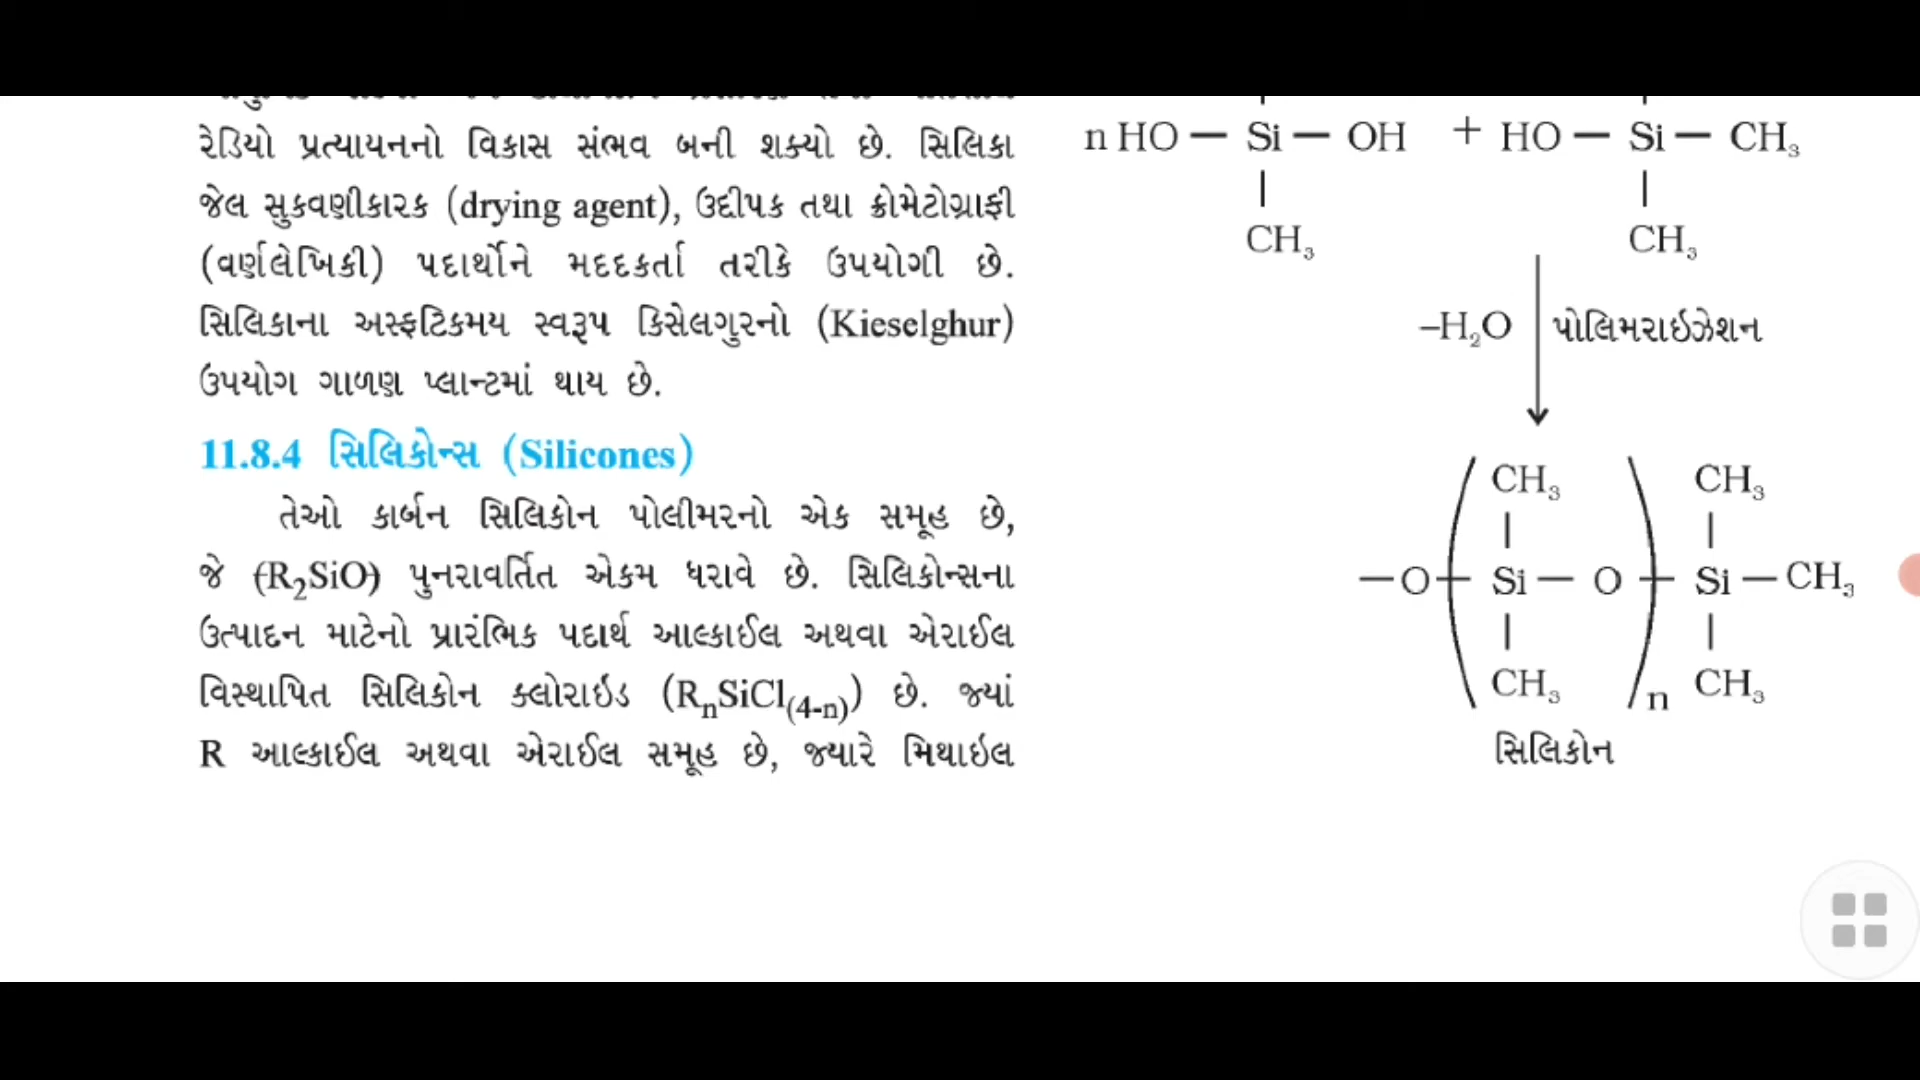 રેડિયો પ્રત્યાયનનો વિકાસ સંભવ બની શક્યો છે. સિલિકા
જેલ સુકવણીકારક (drying agent), ઉદ્દીપક તથા ક્રોમેટોગ્રાફી
(વર્ણલેખિકી) પદાર્થોને મદદકર્તા તરીકે ઉપયોગી છે.
સિલિકાના અસ્ફટિકમય સ્વરૂપ કિસેલગુરનો (Kieselghur)
ઉપયોગ ગાળણ પ્લાન્ટમાં થાય છે.
11.8.4 સિલિકોન્સ (Silicones)
તેઓ કાર્બન સિલિકોન પોલીમરનો એક સમૂહ છે,
જે (R₂SiO) પુનરાવર્તિત એકમ ધરાવે છે. સિલિકોન્સના
ઉત્પાદન માટેનો પ્રારંભિક પદાર્થ આલ્કાઈલ અથવા એરાઈલ
વિસ્થાપિત સિલિકોન ક્લોરાઇડ (RₙSiCl₍₄₋ₙ₎) છે. જ્યાં
R આલ્કાઈલ અથવા એરાઈલ સમૂહ છે, જ્યારે મિથાઇલ
n HO — Si — OH + HO — Si — CH₃
| |
CH₃ CH₃
–H₂O પોલિમરાઇઝેશન
CH₃ CH₃
| |
—O—(Si — O)—Si—CH₃
| |
CH₃ n CH₃
સિલિકોન